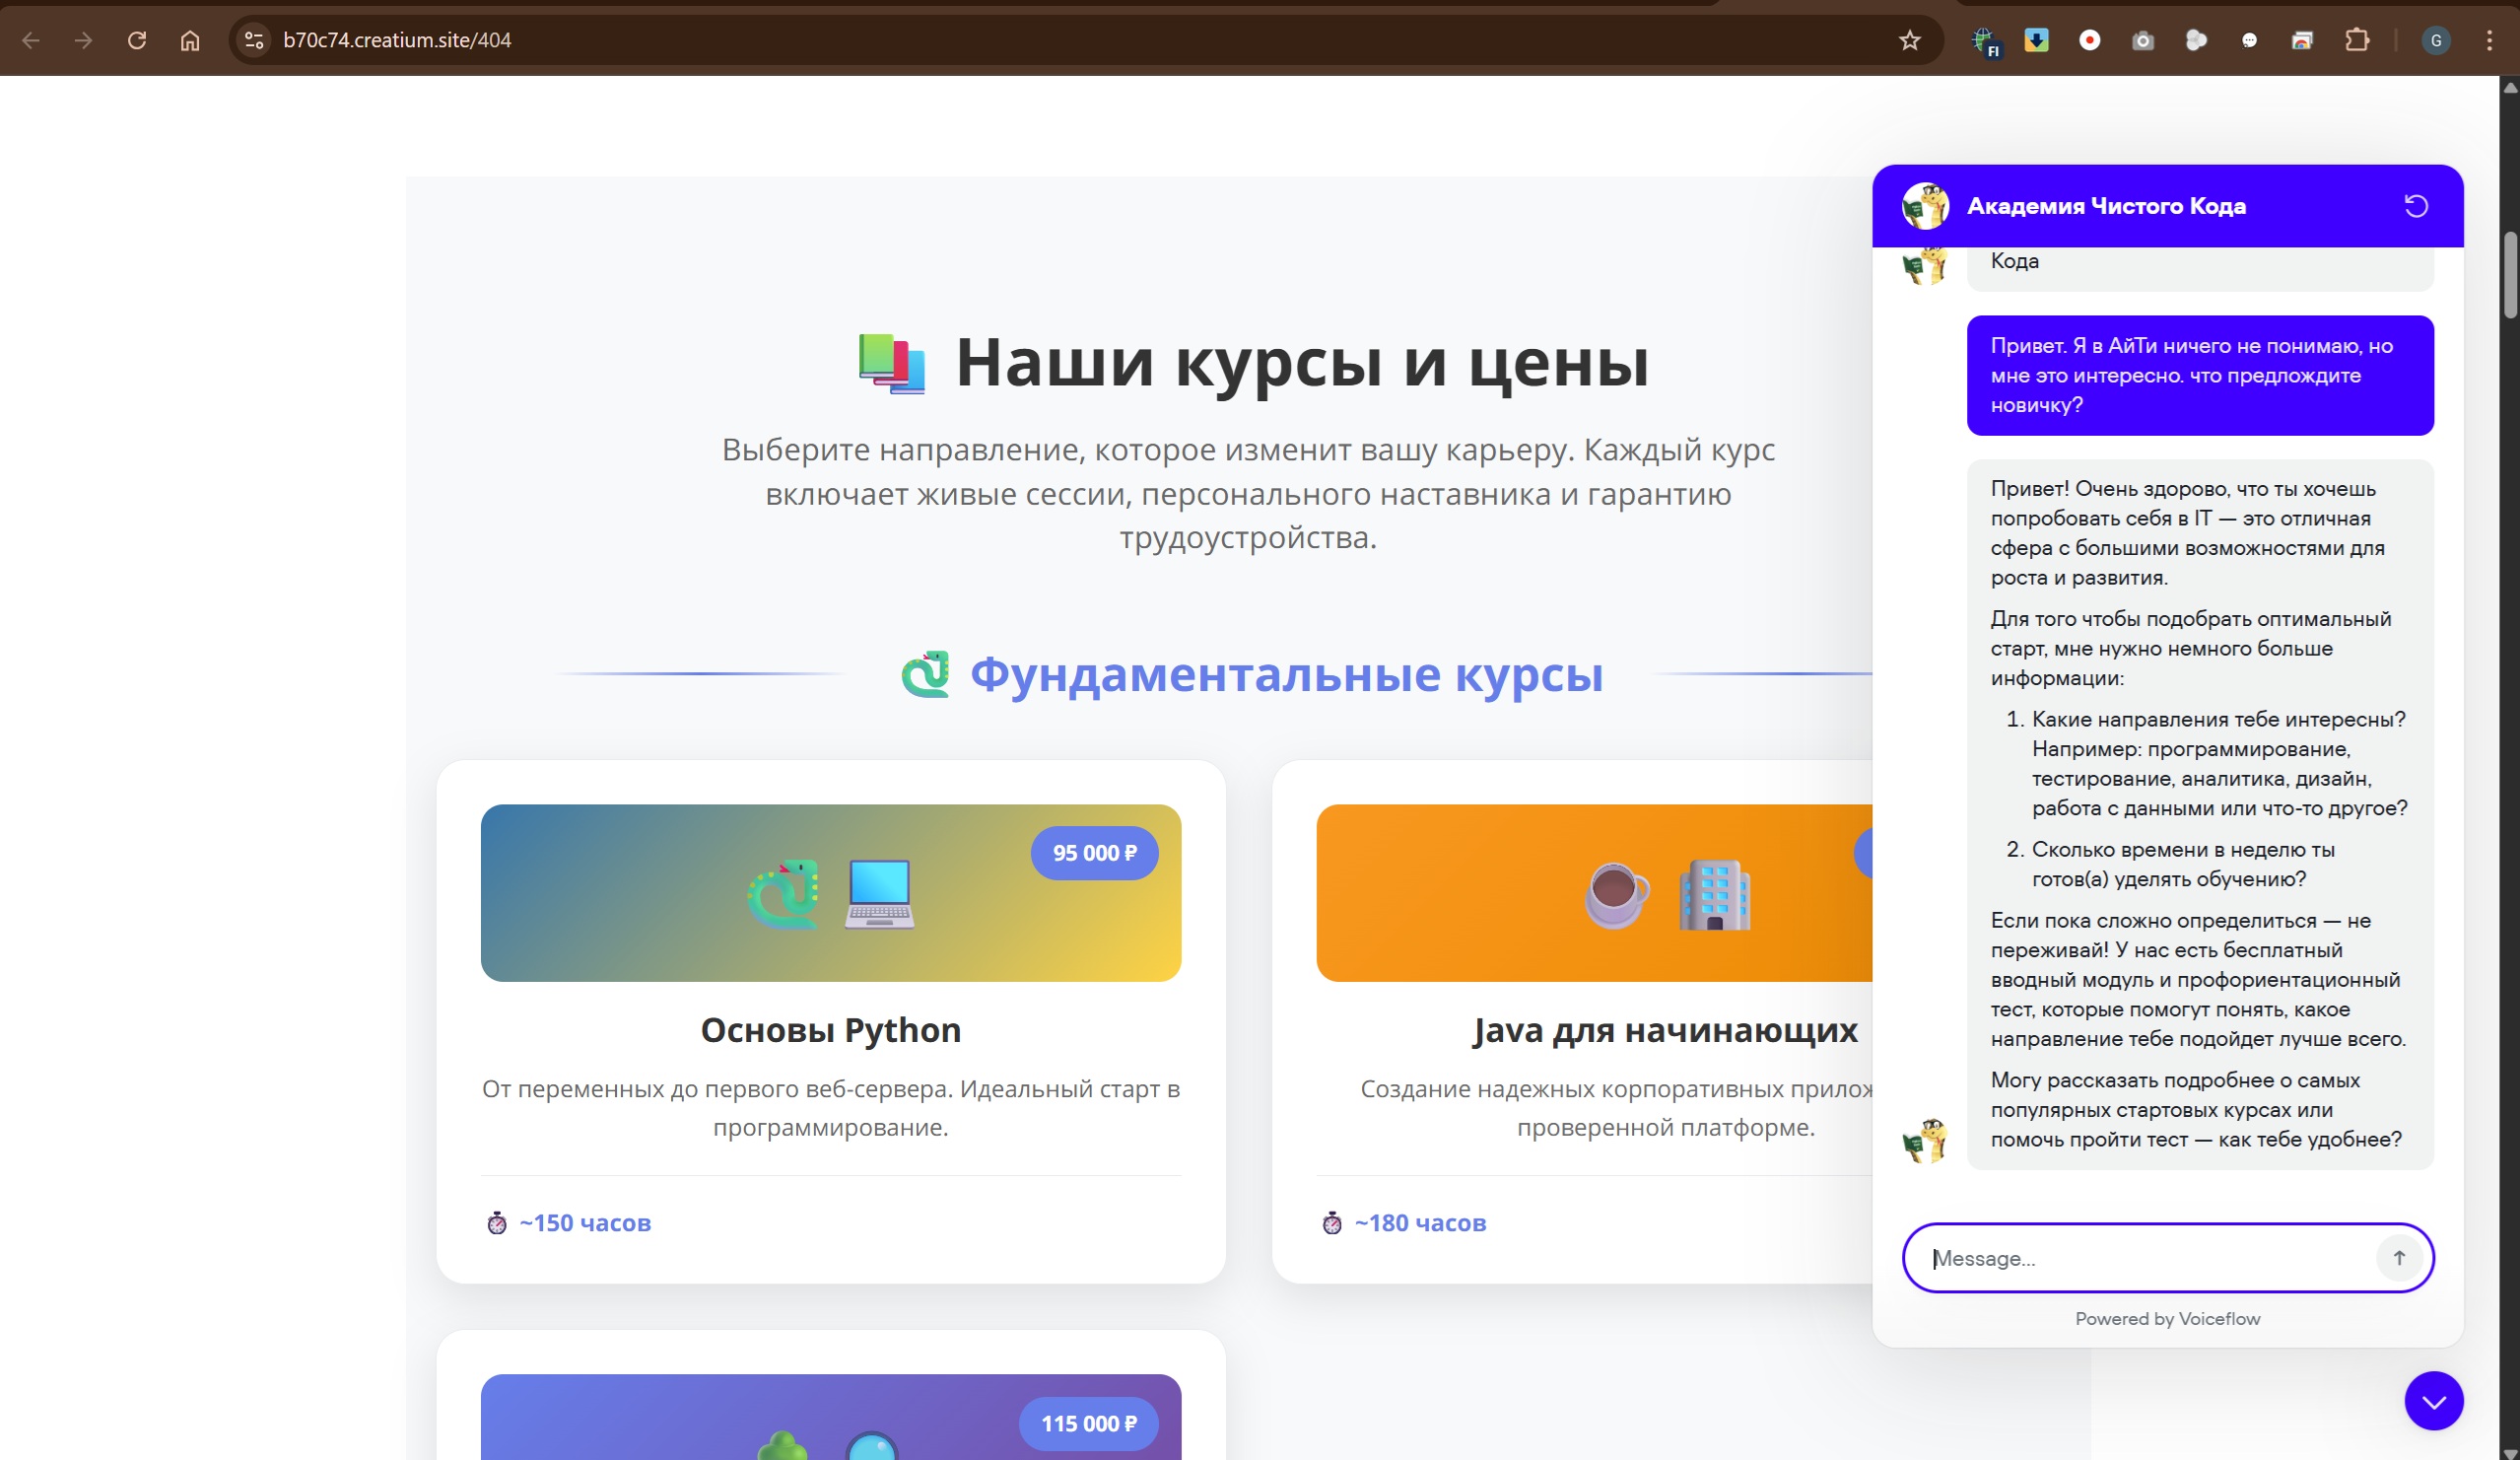 b70c74.creatium.site/404
FI
G
Наши курсы и цены
Выберите направление, которое изменит вашу карьеру. Каждый курс
включает живые сессии, персонального наставника и гарантию
трудоустройства.
Фундаментальные курсы
95 000 ₽
Основы Python
От переменных до первого веб-сервера. Идеальный старт в
программирование.
~150 часов
Java для начинающих
Создание надежных корпоративных прилож
проверенной платформе.
~180 часов
115 000 ₽
Академия Чистого Кода
Кода
Привет. Я в АйТи ничего не понимаю, но
мне это интересно. что предлождите
новичку?
Привет! Очень здорово, что ты хочешь
попробовать себя в IT — это отличная
сфера с большими возможностями для
роста и развития.
Для того чтобы подобрать оптимальный
старт, мне нужно немного больше
информации:
1. Какие направления тебе интересны?
Например: программирование,
тестирование, аналитика, дизайн,
работа с данными или что-то другое?
2. Сколько времени в неделю ты
готов(а) уделять обучению?
Если пока сложно определиться — не
переживай! У нас есть бесплатный
вводный модуль и профориентационный
тест, которые помогут понять, какое
направление тебе подойдет лучше всего.
Могу рассказать подробнее о самых
популярных стартовых курсах или
помочь пройти тест — как тебе удобнее?
Message...
Powered by Voiceflow